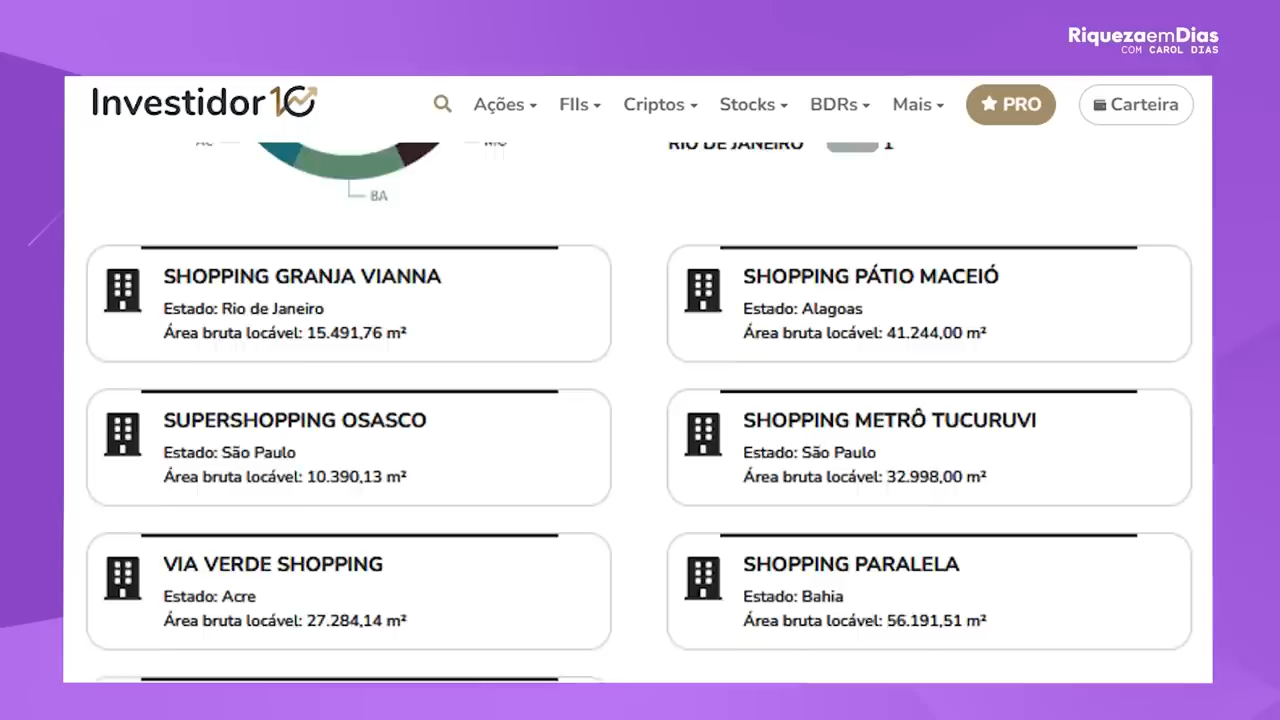 RiquezaemDias
COM CAROL DIAS
Investidor 10
Ações
FIIs
Criptos
Stocks
BDRs
Mais
PRO
Carteira
RIO DE JANEIRO 1
BA
SHOPPING GRANJA VIANNA
Estado: Rio de Janeiro
Área bruta locável: 15.491,76 m²
SHOPPING PÁTIO MACEIÓ
Estado: Alagoas
Área bruta locável: 41.244,00 m²
SUPERSHOPPING OSASCO
Estado: São Paulo
Área bruta locável: 10.390,13 m²
SHOPPING METRÔ TUCURUVI
Estado: São Paulo
Área bruta locável: 32.998,00 m²
VIA VERDE SHOPPING
Estado: Acre
Área bruta locável: 27.284,14 m²
SHOPPING PARALELA
Estado: Bahia
Área bruta locável: 56.191,51 m²